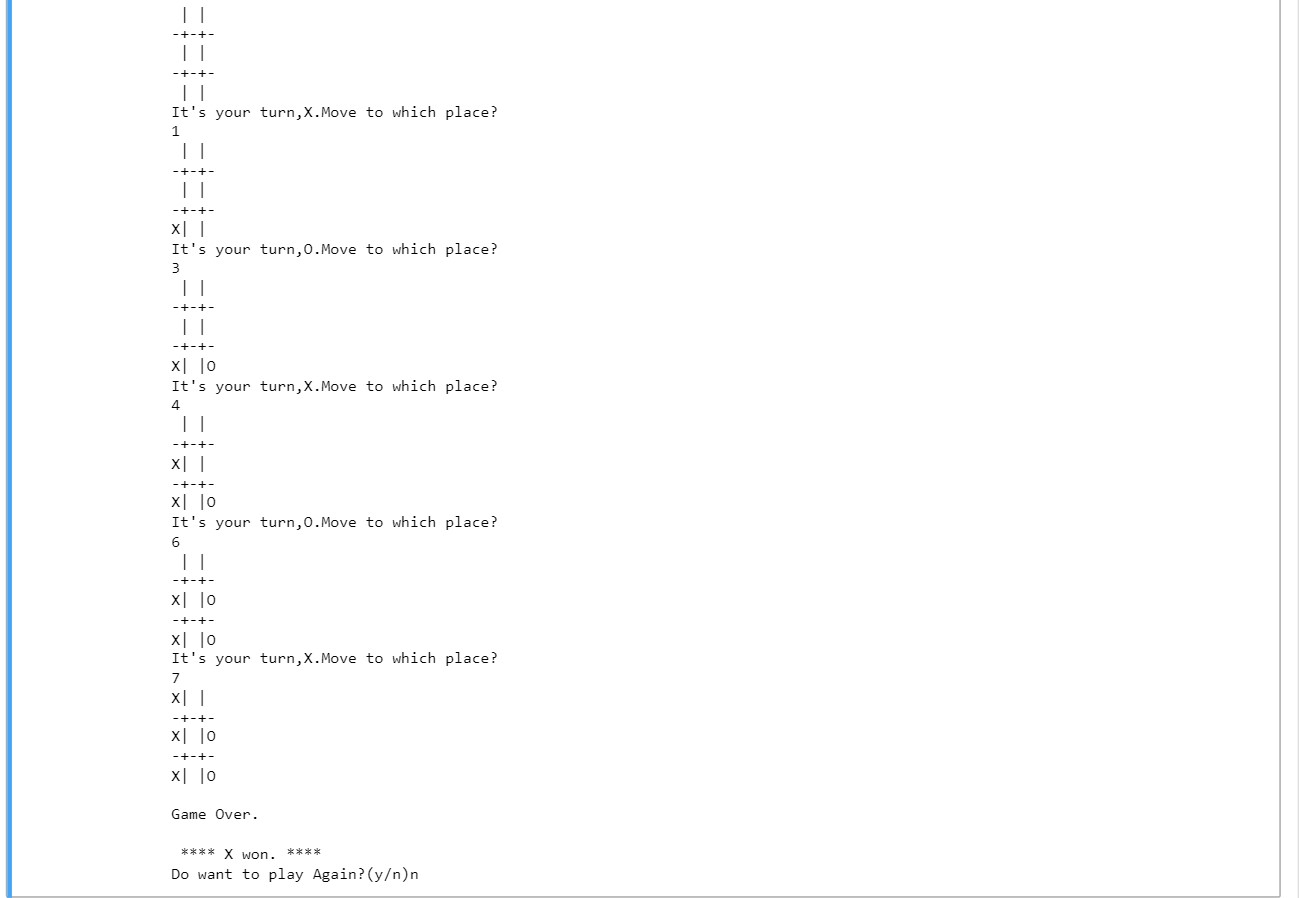 | |
-+-+-
 | |
-+-+-
 | |
It's your turn,X.Move to which place?
1
 | |
-+-+-
 | |
-+-+-
X| |
It's your turn,O.Move to which place?
3
 | |
-+-+-
 | |
-+-+-
X| |O
It's your turn,X.Move to which place?
4
 | |
-+-+-
X| |
-+-+-
X| |O
It's your turn,O.Move to which place?
6
 | |
-+-+-
X| |O
-+-+-
X| |O
It's your turn,X.Move to which place?
7
X| |
-+-+-
X| |O
-+-+-
X| |O

Game Over.

 **** X won. ****
Do want to play Again?(y/n)n